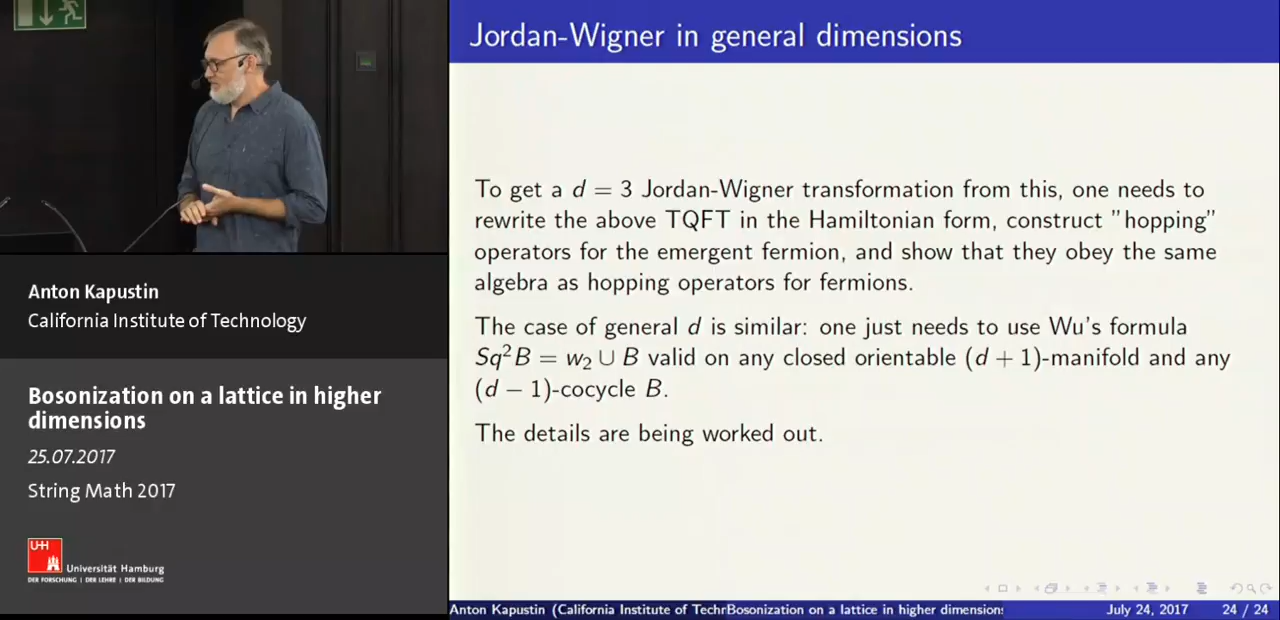 Jordan-Wigner in general dimensions
To get a d = 3 Jordan-Wigner transformation from this, one needs to
rewrite the above TQFT in the Hamiltonian form, construct "hopping"
operators for the emergent fermion, and show that they obey the same
algebra as hopping operators for fermions.
The case of general d is similar: one just needs to use Wu's formula
Sq²B = w₂ ∪ B valid on any closed orientable (d + 1)-manifold and any
(d − 1)-cocycle B.
The details are being worked out.
Anton Kapustin (California Institute of Techr
Bosonization on a lattice in higher dimension:
July 24, 2017
24 / 24
Anton Kapustin
California Institute of Technology
Bosonization on a lattice in higher
dimensions
25.07.2017
String Math 2017
UH
Universität Hamburg
DER FORSCHUNG | DER LEHRE | DER BILDUNG